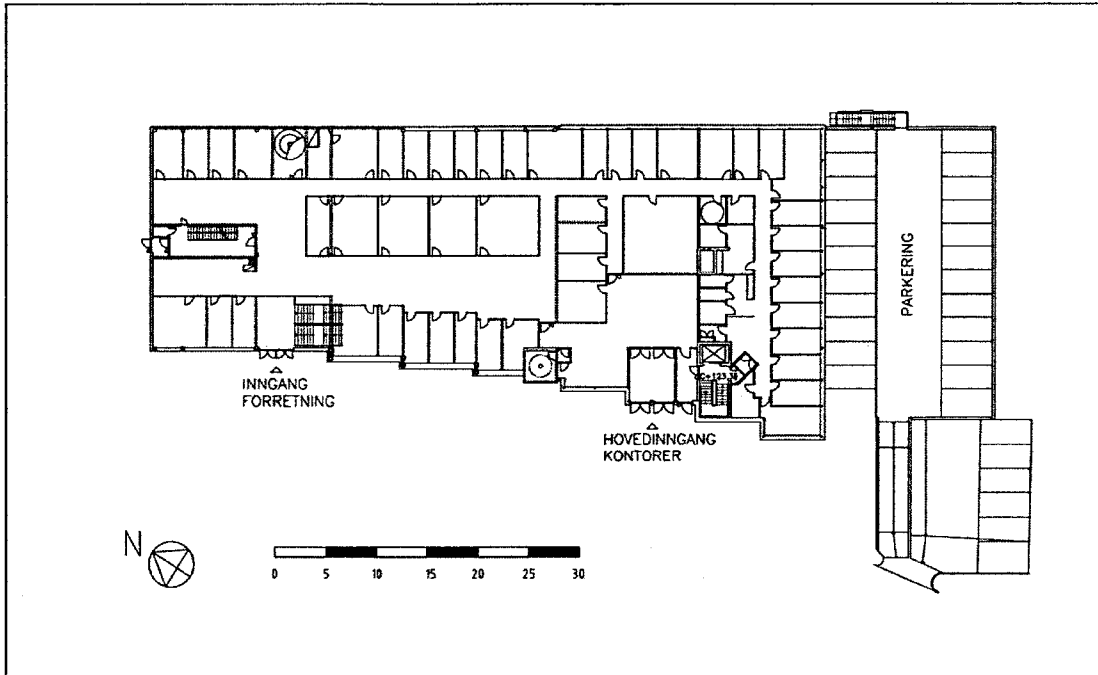 PARKERING
INNGANG
FORRETNING
HOVEDINNGANG
KONTORER
N
0 5 10 15 20 25 30